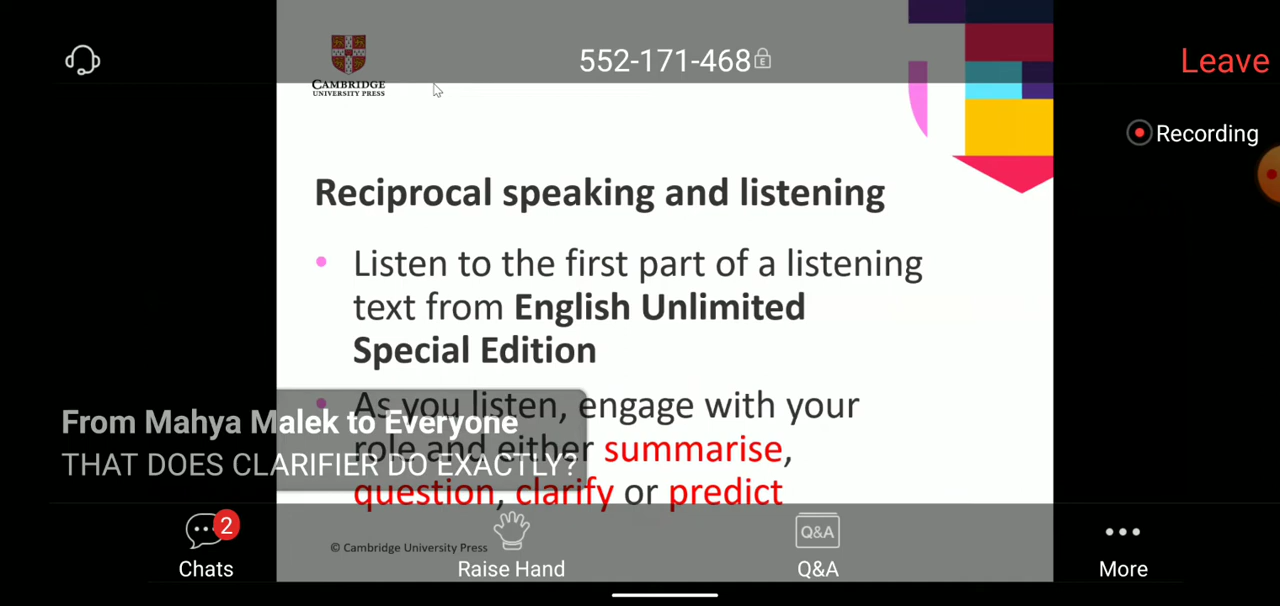 552-171-468
E
Leave
CAMBRIDGE
UNIVERSITY PRESS
Recording
Reciprocal speaking and listening
• Listen to the first part of a listening
text from English Unlimited
Special Edition
• As you listen, engage with your
role and either summarise,
question, clarify or predict
From Mahya Malek to Everyone
THAT DOES CLARIFIER DO EXACTLY?
© Cambridge University Press
2
Q&A
Chats
Raise Hand
Q&A
More